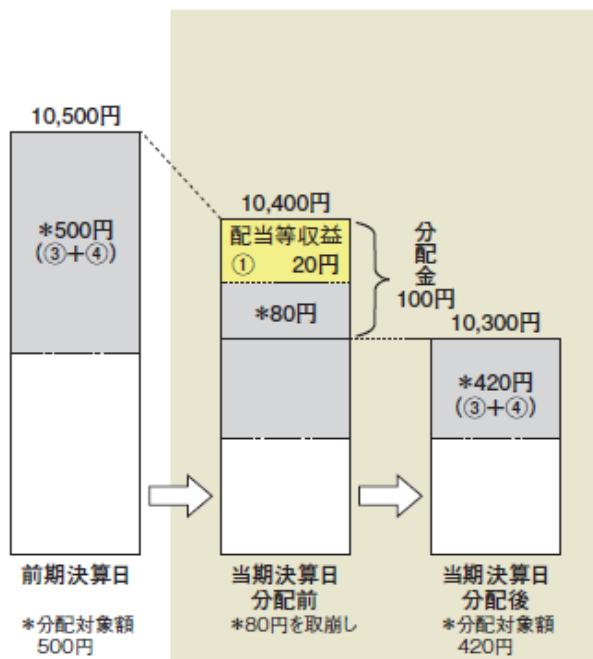 10,500円
*500円
(③+④)
10,400円
配当等収益
① 20円
*80円
分配金
100円
10,300円
*420円
(③+④)
前期決算日
*分配対象額
500円
当期決算日
分配前
*80円を取崩し
当期決算日
分配後
*分配対象額
420円